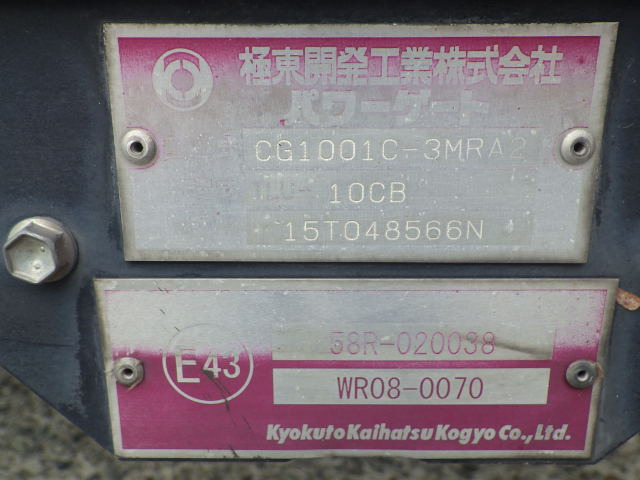 極東開発工業株式会社
パワーゲート
CG1001C-3MRA2
10CB
15T048566N
E43
58R-020038
WR08-0070
Kyokuto Kaihatsu Kogyo Co., Ltd.